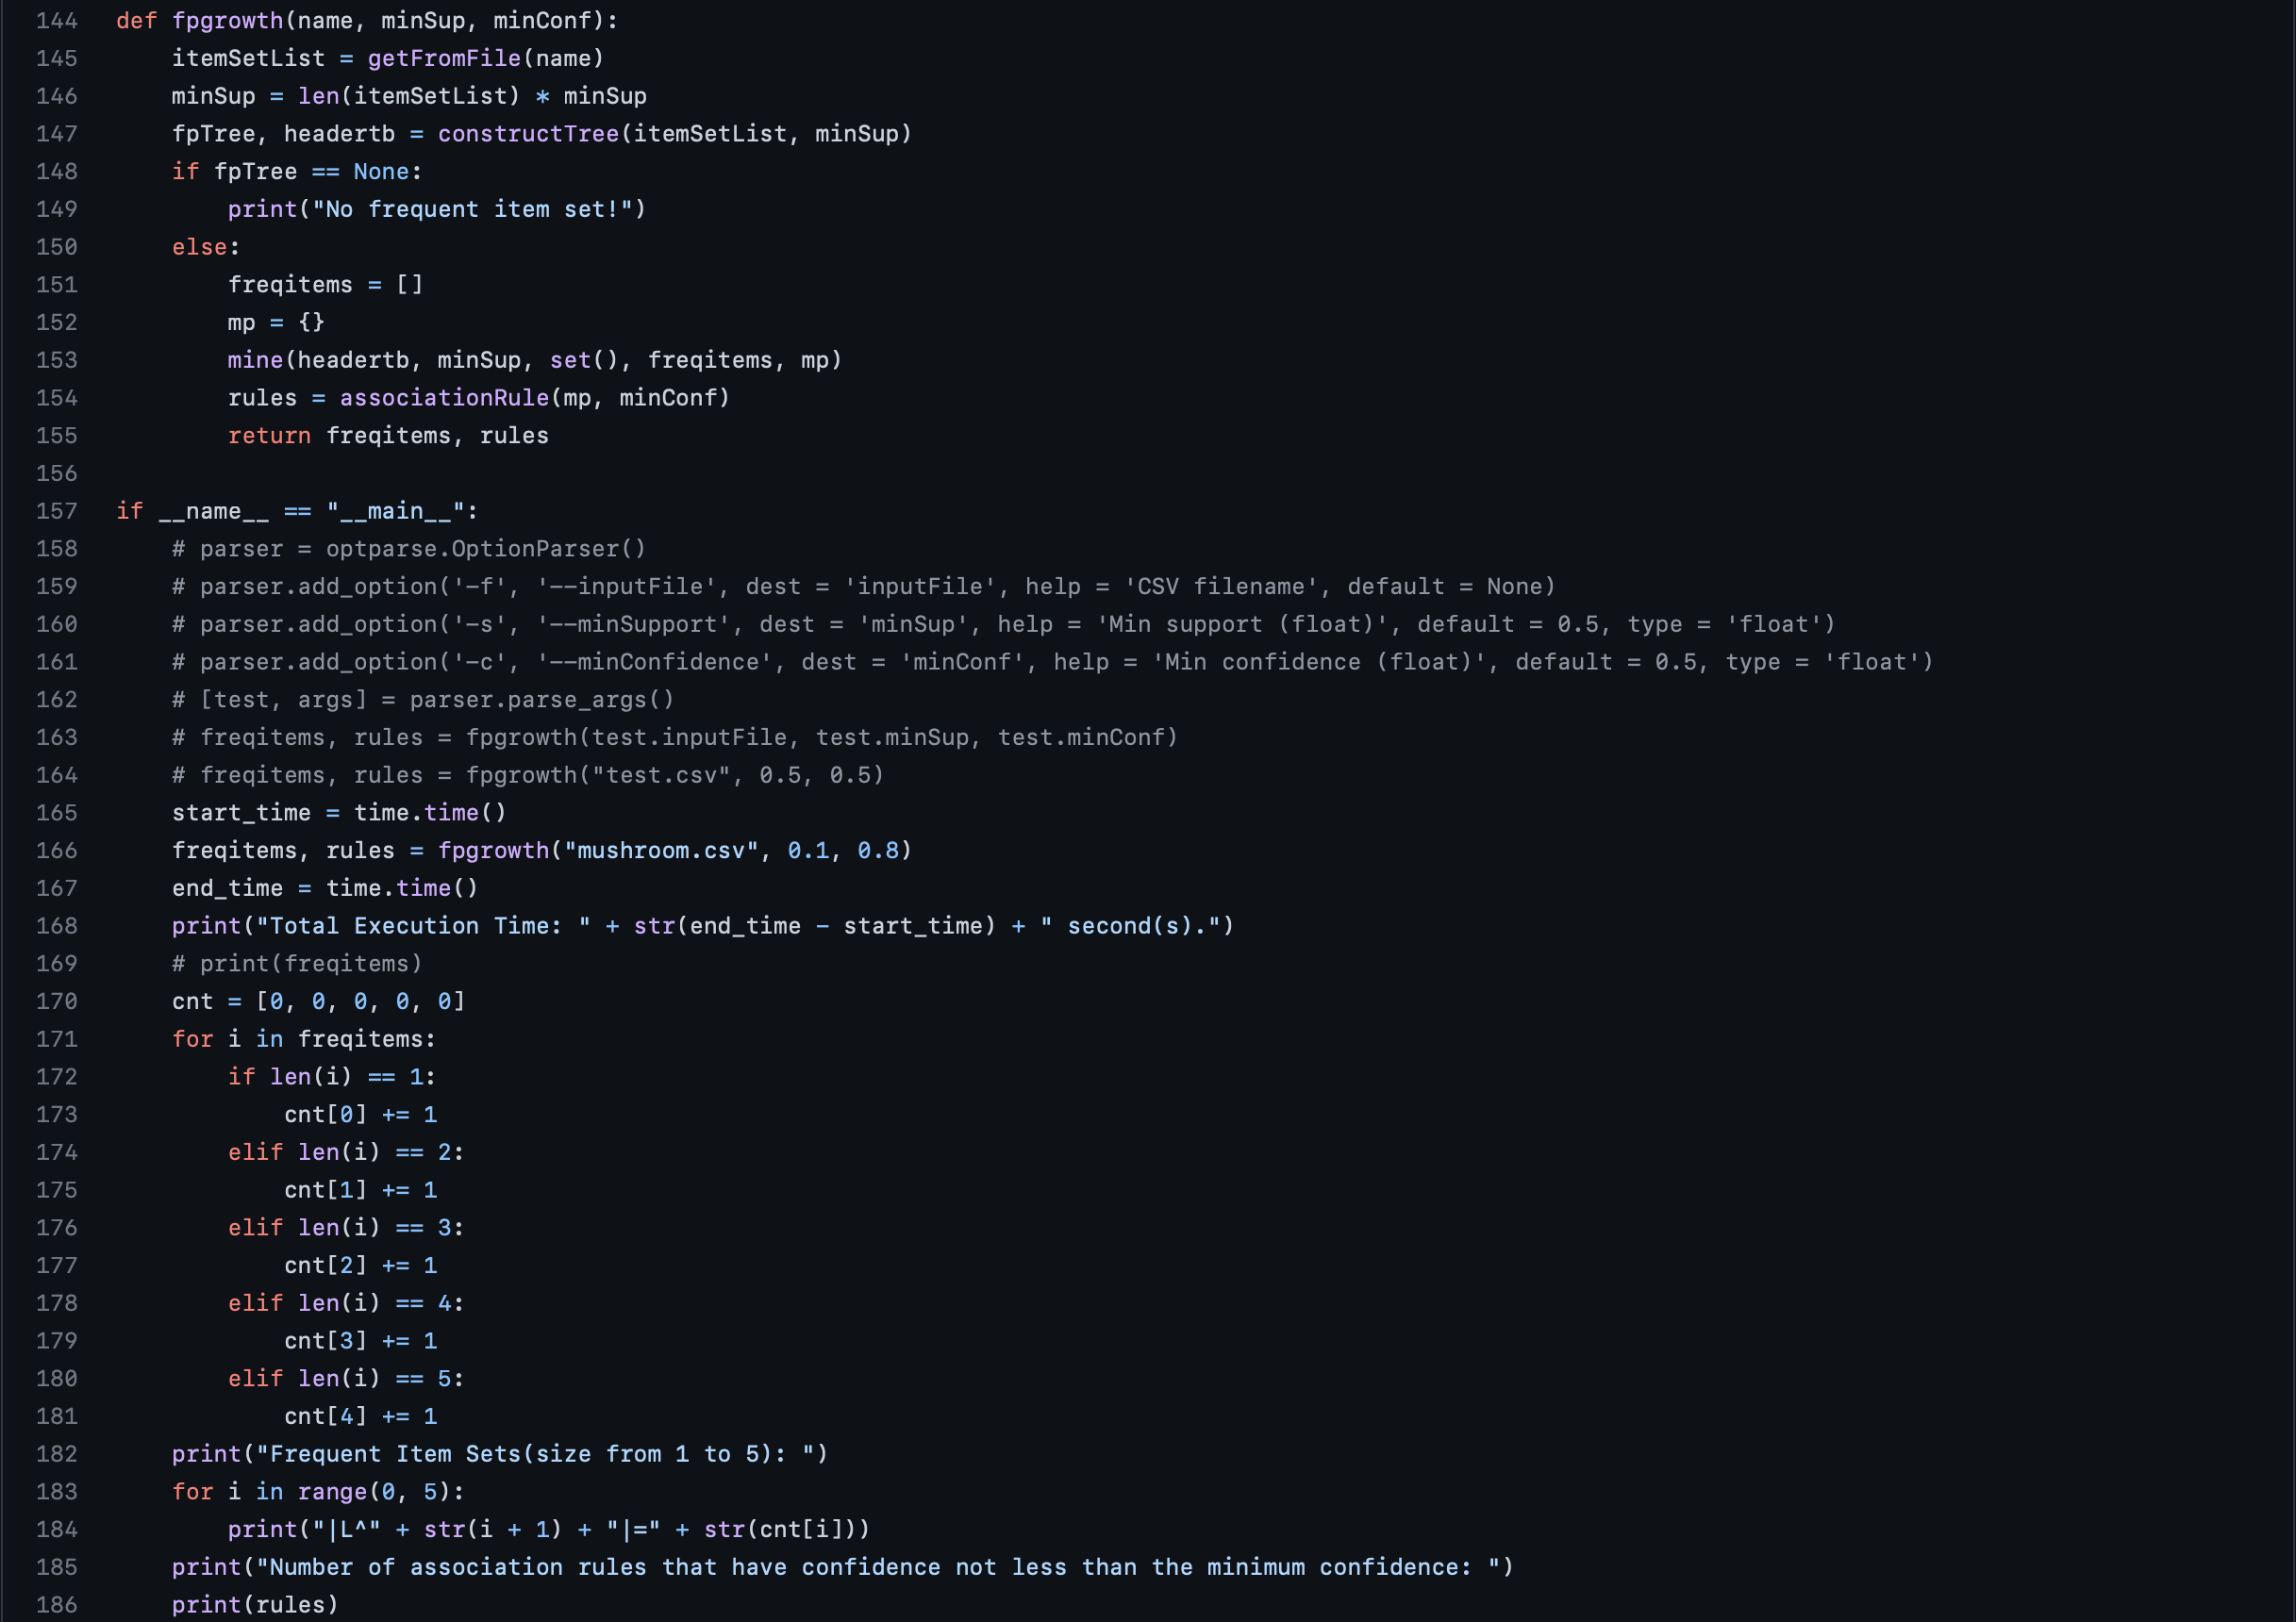 144 def fpgrowth(name, minSup, minConf):
145     itemSetList = getFromFile(name)
146     minSup = len(itemSetList) * minSup
147     fpTree, headertb = constructTree(itemSetList, minSup)
148     if fpTree == None:
149         print("No frequent item set!")
150     else:
151         freqitems = []
152         mp = {}
153         mine(headertb, minSup, set(), freqitems, mp)
154         rules = associationRule(mp, minConf)
155         return freqitems, rules
156
157 if __name__ == "__main__":
158     # parser = optparse.OptionParser()
159     # parser.add_option('-f', '--inputFile', dest = 'inputFile', help = 'CSV filename', default = None)
160     # parser.add_option('-s', '--minSupport', dest = 'minSup', help = 'Min support (float)', default = 0.5, type = 'float')
161     # parser.add_option('-c', '--minConfidence', dest = 'minConf', help = 'Min confidence (float)', default = 0.5, type = 'float')
162     # [test, args] = parser.parse_args()
163     # freqitems, rules = fpgrowth(test.inputFile, test.minSup, test.minConf)
164     # freqitems, rules = fpgrowth("test.csv", 0.5, 0.5)
165     start_time = time.time()
166     freqitems, rules = fpgrowth("mushroom.csv", 0.1, 0.8)
167     end_time = time.time()
168     print("Total Execution Time: " + str(end_time - start_time) + " second(s).")
169     # print(freqitems)
170     cnt = [0, 0, 0, 0, 0]
171     for i in freqitems:
172         if len(i) == 1:
173             cnt[0] += 1
174         elif len(i) == 2:
175             cnt[1] += 1
176         elif len(i) == 3:
177             cnt[2] += 1
178         elif len(i) == 4:
179             cnt[3] += 1
180         elif len(i) == 5:
181             cnt[4] += 1
182     print("Frequent Item Sets(size from 1 to 5): ")
183     for i in range(0, 5):
184         print("|L^" + str(i + 1) + "|=" + str(cnt[i]))
185     print("Number of association rules that have confidence not less than the minimum confidence: ")
186     print(rules)